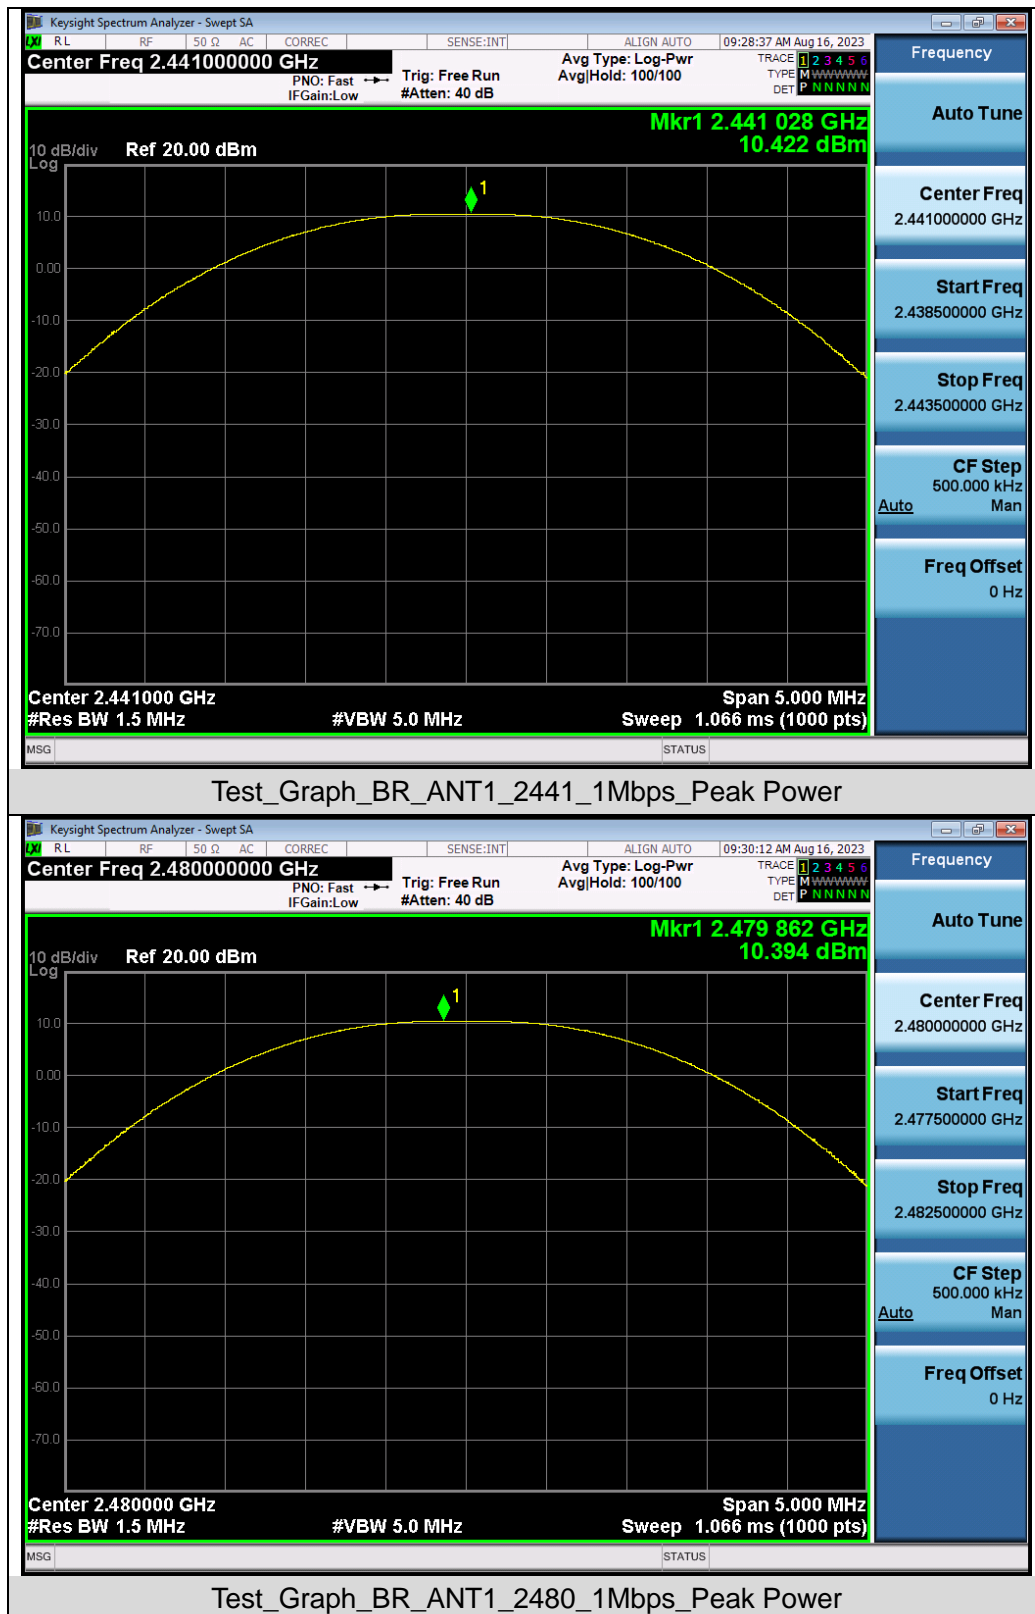 Keysight Spectrum Analyzer - Swept SA
LXI RL RF 50 Ω AC CORREC SENSE:INT ALIGN AUTO 09:28:37 AM Aug 16, 2023
Center Freq 2.441000000 GHz
PNO: Fast
IFGain:Low
Trig: Free Run
#Atten: 40 dB
Avg Type: Log-Pwr
Avg|Hold: 100/100
TRACE 1 2 3 4 5 6
TYPE M WWWWW
DET P N N N N N
Frequency
Auto Tune
Center Freq
2.441000000 GHz
Start Freq
2.438500000 GHz
Stop Freq
2.443500000 GHz
CF Step
500.000 kHz
Auto Man
Freq Offset
0 Hz
Mkr1 2.441 028 GHz
10.422 dBm
10 dB/div Ref 20.00 dBm
Log
1
10.0
0.00
-10.0
-20.0
-30.0
-40.0
-50.0
-60.0
-70.0
Center 2.441000 GHz Span 5.000 MHz
#Res BW 1.5 MHz #VBW 5.0 MHz Sweep 1.066 ms (1000 pts)
MSG STATUS
Test_Graph_BR_ANT1_2441_1Mbps_Peak Power
Keysight Spectrum Analyzer - Swept SA
LXI RL RF 50 Ω AC CORREC SENSE:INT ALIGN AUTO 09:30:12 AM Aug 16, 2023
Center Freq 2.480000000 GHz
PNO: Fast
IFGain:Low
Trig: Free Run
#Atten: 40 dB
Avg Type: Log-Pwr
Avg|Hold: 100/100
TRACE 1 2 3 4 5 6
TYPE M WWWWW
DET P N N N N N
Frequency
Auto Tune
Center Freq
2.480000000 GHz
Start Freq
2.477500000 GHz
Stop Freq
2.482500000 GHz
CF Step
500.000 kHz
Auto Man
Freq Offset
0 Hz
Mkr1 2.479 862 GHz
10.394 dBm
10 dB/div Ref 20.00 dBm
Log
1
10.0
0.00
-10.0
-20.0
-30.0
-40.0
-50.0
-60.0
-70.0
Center 2.480000 GHz Span 5.000 MHz
#Res BW 1.5 MHz #VBW 5.0 MHz Sweep 1.066 ms (1000 pts)
MSG STATUS
Test_Graph_BR_ANT1_2480_1Mbps_Peak Power